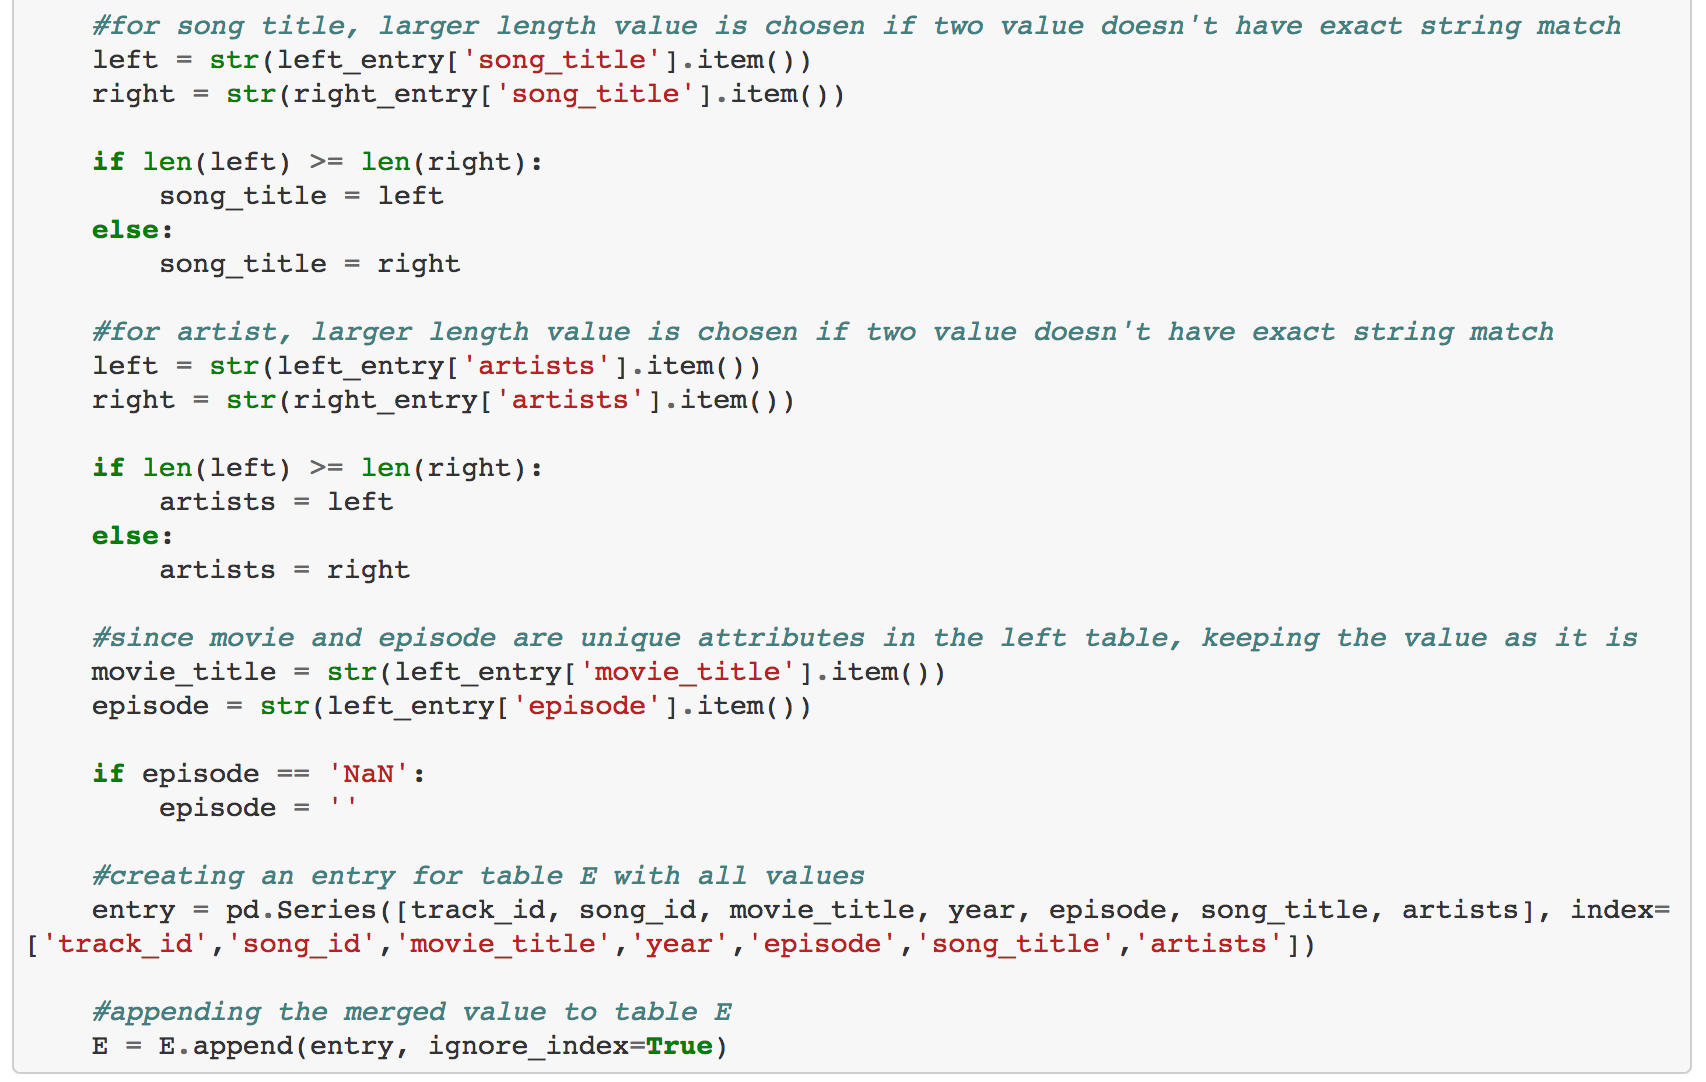 #for song title, larger length value is chosen if two value doesn't have exact string match
left = str(left_entry['song_title'].item())
right = str(right_entry['song_title'].item())
if len(left) >= len(right):
song_title = left
else:
song_title = right
#for artist, larger length value is chosen if two value doesn't have exact string match
left = str(left_entry['artists'].item())
right = str(right_entry['artists'].item())
if len(left) >= len(right):
artists = left
else:
artists = right
#since movie and episode are unique attributes in the left table, keeping the value as it is
movie_title = str(left_entry['movie_title'].item())
episode = str(left_entry['episode'].item())
if episode == 'NaN':
episode = ''
#creating an entry for table E with all values
entry = pd.Series([track_id, song_id, movie_title, year, episode, song_title, artists], index=
['track_id','song_id','movie_title','year','episode','song_title','artists'])
#appending the merged value to table E
E = E.append(entry, ignore_index=True)